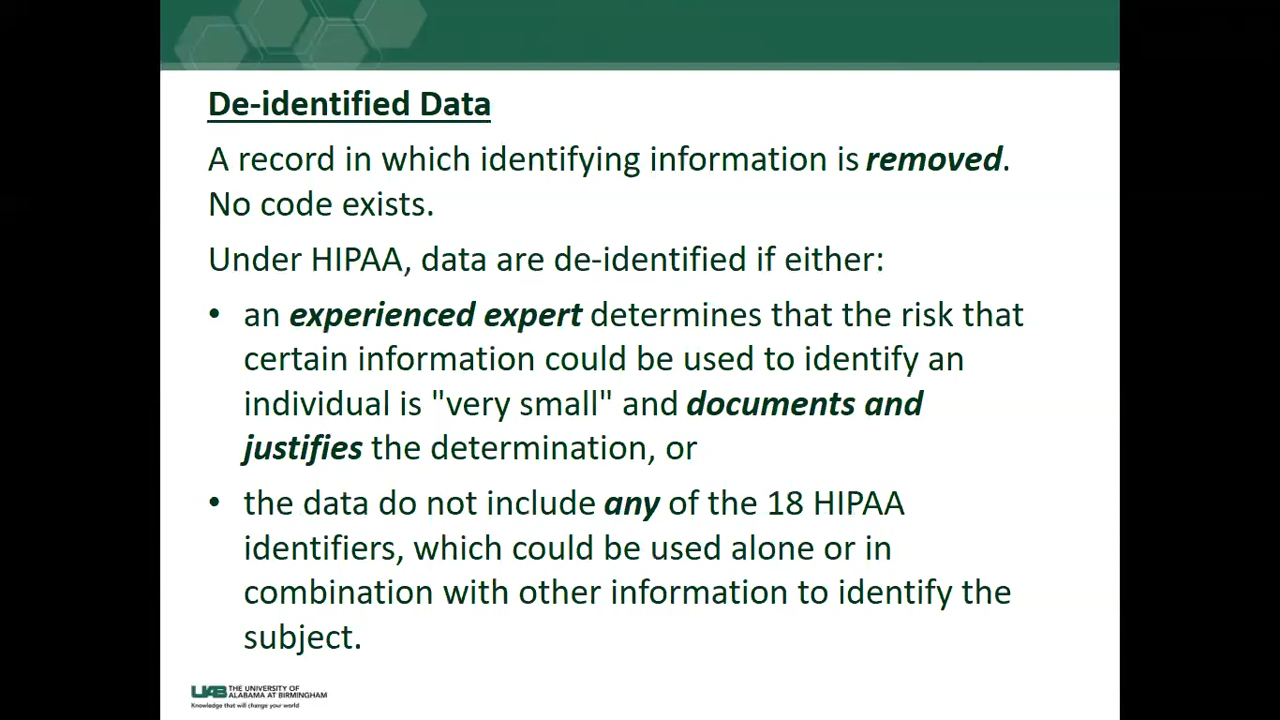 De-identified Data
A record in which identifying information is removed.
No code exists.
Under HIPAA, data are de-identified if either:
• an experienced expert determines that the risk that
certain information could be used to identify an
individual is "very small" and documents and
justifies the determination, or
• the data do not include any of the 18 HIPAA
identifiers, which could be used alone or in
combination with other information to identify the
subject.
UAB THE UNIVERSITY OF
ALABAMA AT BIRMINGHAM
Knowledge that will change your world